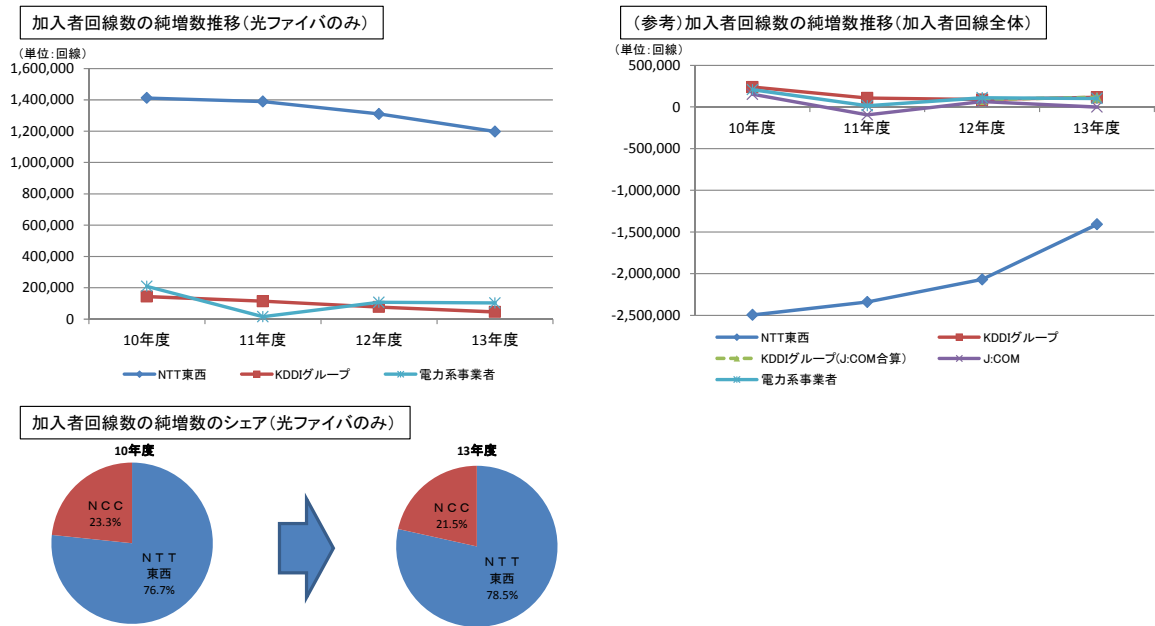 加入者回線数の純増数推移(光ファイバのみ)
(単位:回線)
1,600,000
1,400,000
1,200,000
1,000,000
800,000
600,000
400,000
200,000
0
10年度 11年度 12年度 13年度
NTT東西 KDDIグループ 電力系事業者
(参考)加入者回線数の純増数推移(加入者回線全体)
(単位:回線)
500,000
0
-500,000
-1,000,000
-1,500,000
-2,000,000
-2,500,000
10年度 11年度 12年度 13年度
NTT東西 KDDIグループ
KDDIグループ(J:COM合算) J:COM
電力系事業者
加入者回線数の純増数のシェア(光ファイバのみ)
10年度
NCC
23.3%
NTT
東西
76.7%
13年度
NCC
21.5%
NTT
東西
78.5%